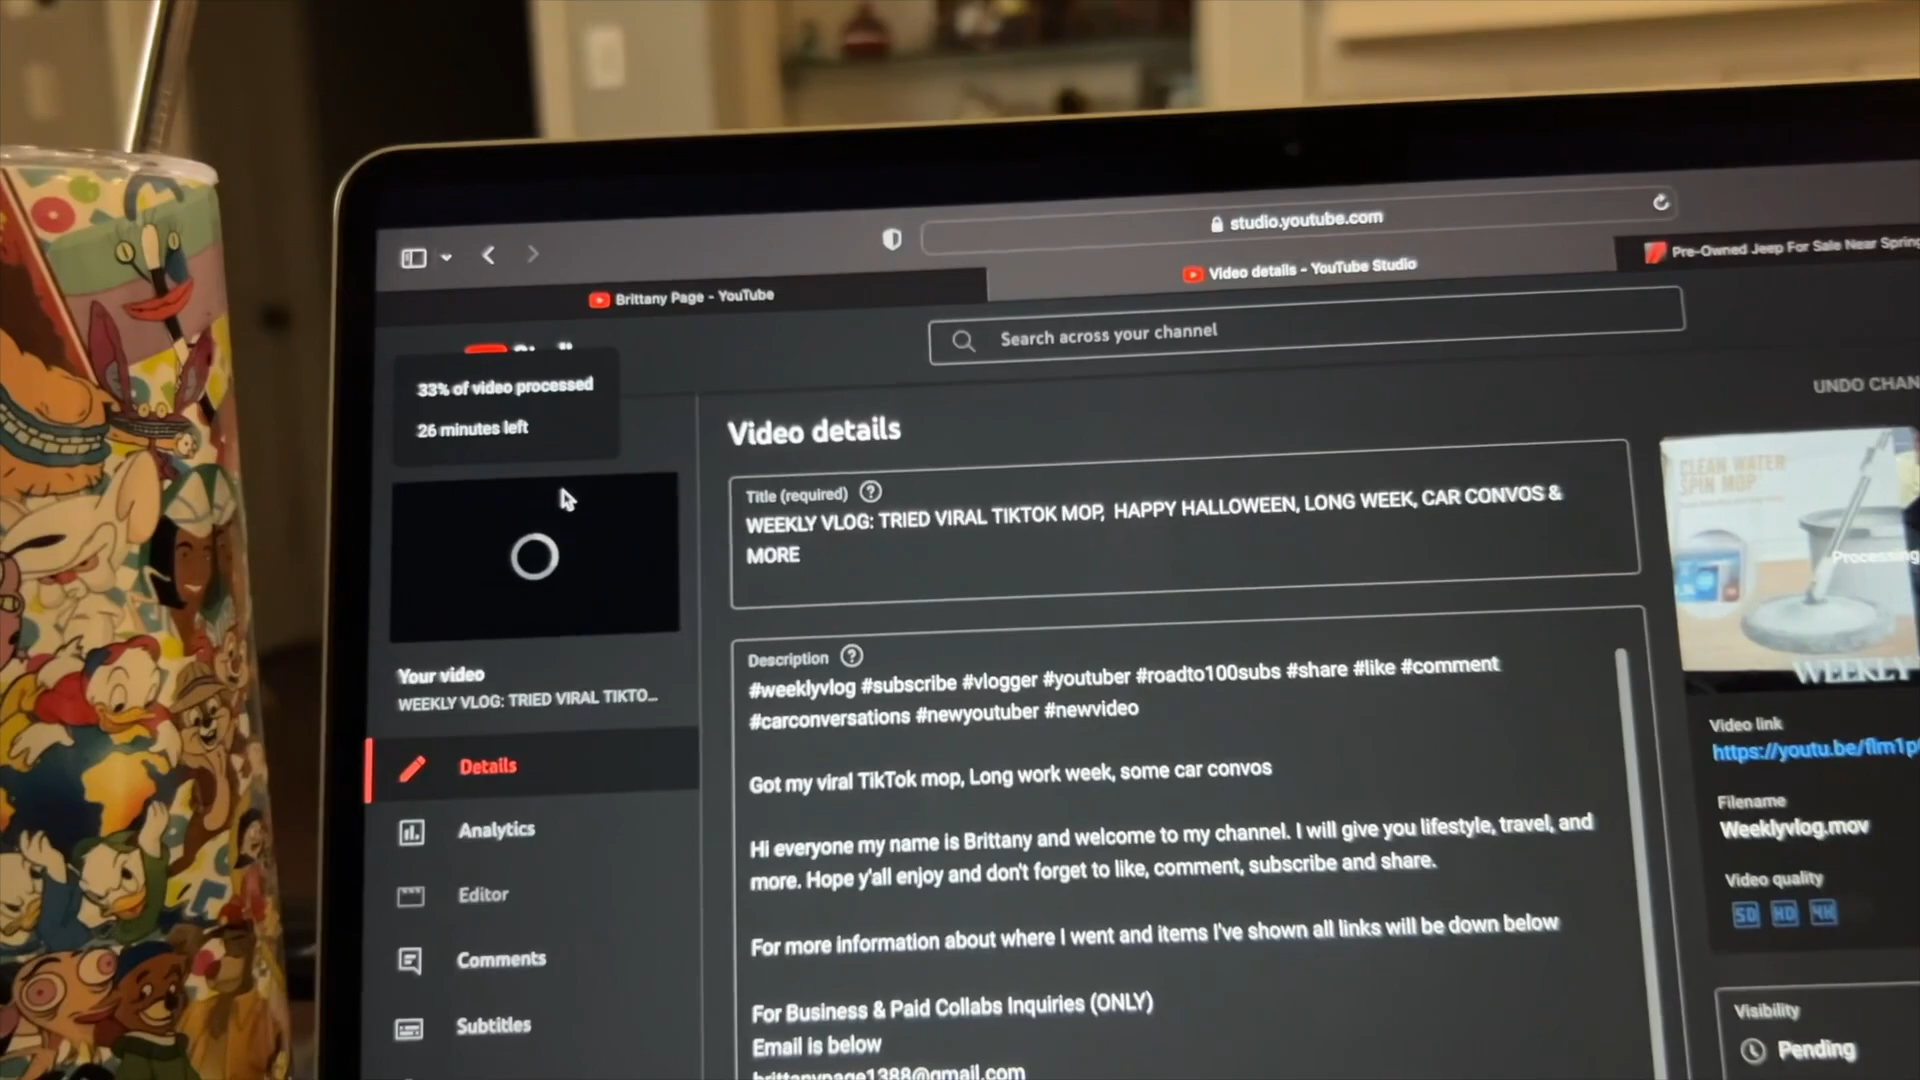 studio.youtube.com
Brittany Page - YouTube
Video details - YouTube Studio
Pre-Owned Jeep For Sale Near Spring
Search across your channel
33% of video processed
26 minutes left
UNDO CHAN
Video details
Title (required)
WEEKLY VLOG: TRIED VIRAL TIKTOK MOP, HAPPY HALLOWEEN, LONG WEEK, CAR CONVOS &
MORE
CLEAN WATER
SPIN MOP
Processing
WEEKLY
Your video
WEEKLY VLOG: TRIED VIRAL TIKTO...
Description
#weeklyvlog #subscribe #vlogger #youtuber #roadto100subs #share #like #comment
#carconversations #newyoutuber #newvideo
Got my viral TikTok mop, Long work week, some car convos
Hi everyone my name is Brittany and welcome to my channel. I will give you lifestyle, travel, and
more. Hope y'all enjoy and don't forget to like, comment, subscribe and share.
For more information about where I went and items I've shown all links will be down below
For Business & Paid Collabs Inquiries (ONLY)
Email is below
brittanypage1388@gmail.com
Details
Analytics
Editor
Comments
Subtitles
Video link
Filename
Weeklyvlog.mov
Video quality
SD HD 4K
Visibility
Pending